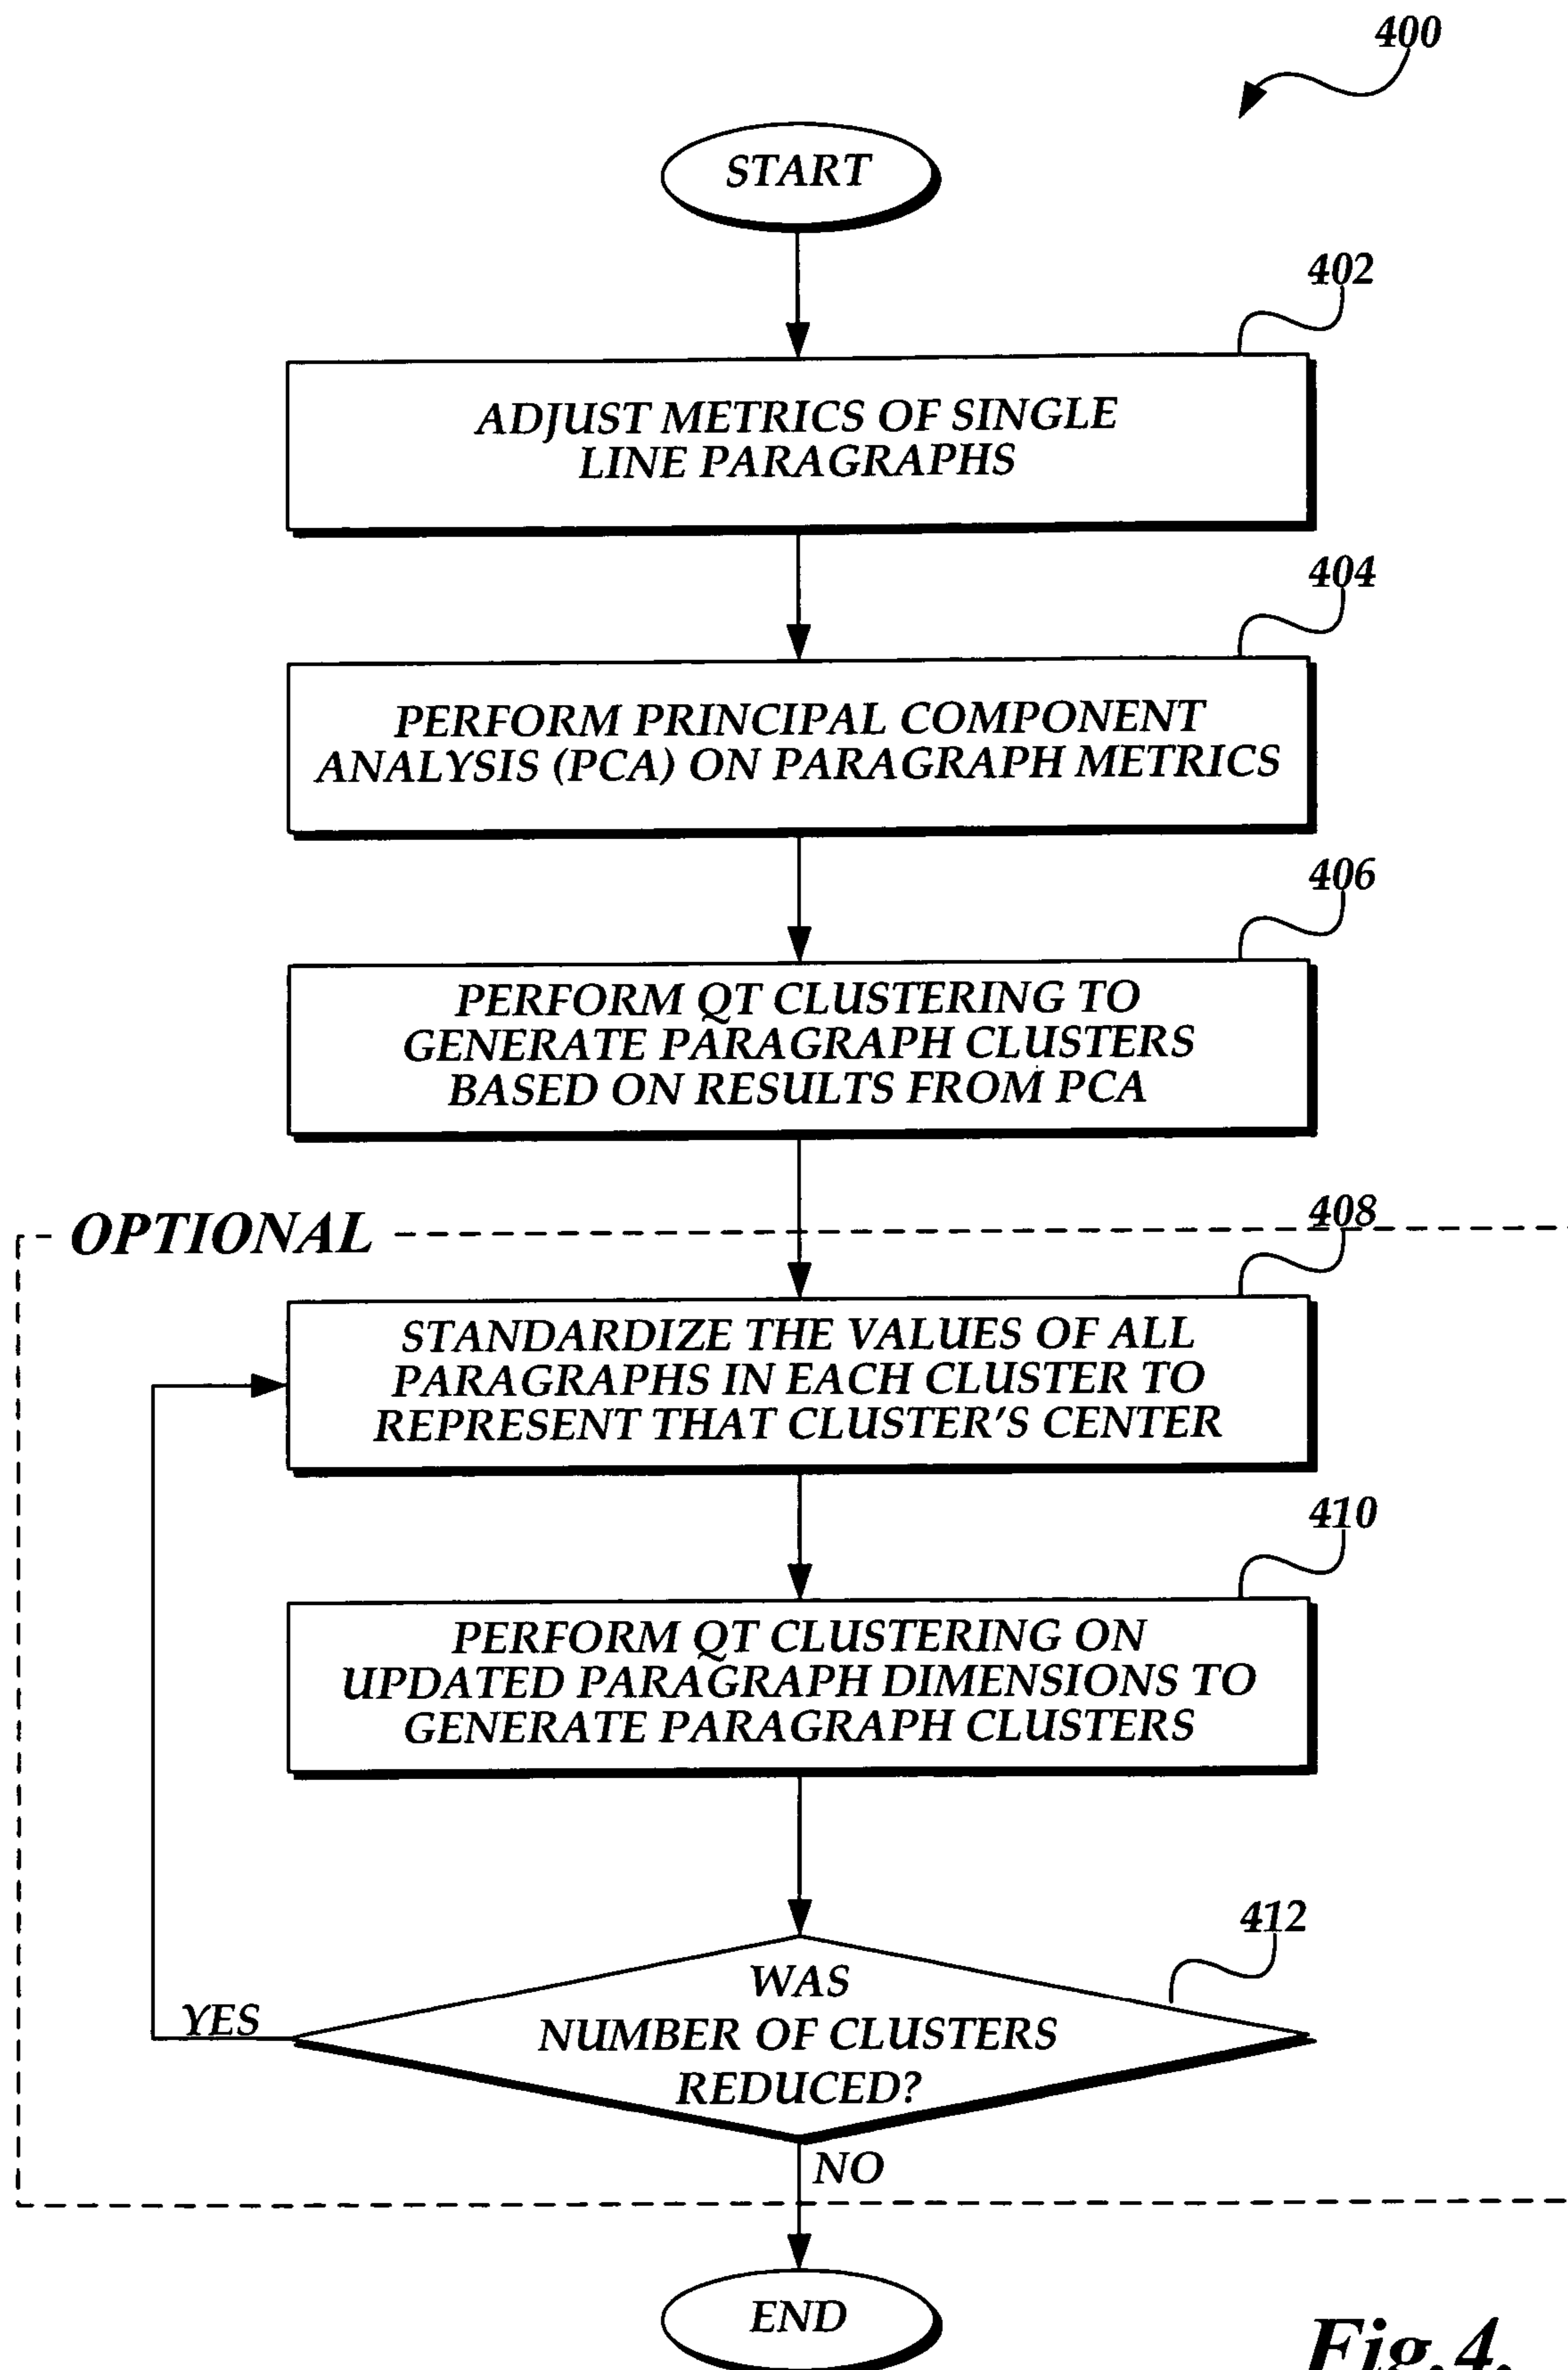 400
START
402
ADJUST METRICS OF SINGLE
LINE PARAGRAPHS
404
PERFORM PRINCIPAL COMPONENT
ANALYSIS (PCA) ON PARAGRAPH METRICS
406
PERFORM QT CLUSTERING TO
GENERATE PARAGRAPH CLUSTERS
BASED ON RESULTS FROM PCA
OPTIONAL
408
STANDARDIZE THE VALUES OF ALL
PARAGRAPHS IN EACH CLUSTER TO
REPRESENT THAT CLUSTER'S CENTER
410
PERFORM QT CLUSTERING ON
UPDATED PARAGRAPH DIMENSIONS TO
GENERATE PARAGRAPH CLUSTERS
412
WAS
NUMBER OF CLUSTERS
REDUCED?
YES
NO
END
Fig.4.